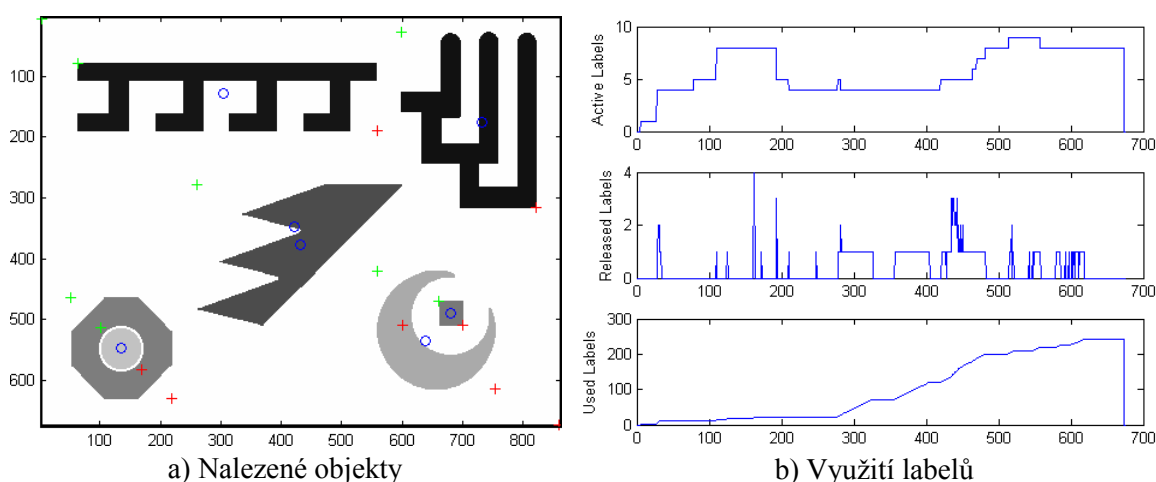 100
200
300
400
500
600
100 200 300 400 500 600 700 800
a) Nalezené objekty
10
5
0
Active Labels
0 100 200 300 400 500 600 700
4
2
0
Released Labels
0 100 200 300 400 500 600 700
300
200
100
0
Used Labels
0 100 200 300 400 500 600 700
b) Využití labelů